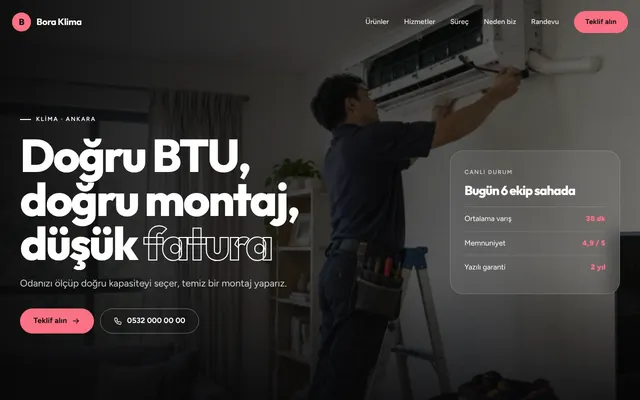 B Bora Klima
Ürünler Hizmetler Süreç Neden biz Randevu Teklif alın
KLİMA · ANKARA
Doğru BTU,
doğru montaj,
düşük fatura
Odanızı ölçüp doğru kapasiteyi seçer, temiz bir montaj yaparız.
Teklif alın → 0532 000 00 00
CANLI DURUM
Bugün 6 ekip sahada
Ortalama varış 38 dk
Memnuniyet 4,9 / 5
Yazılı garanti 2 yıl